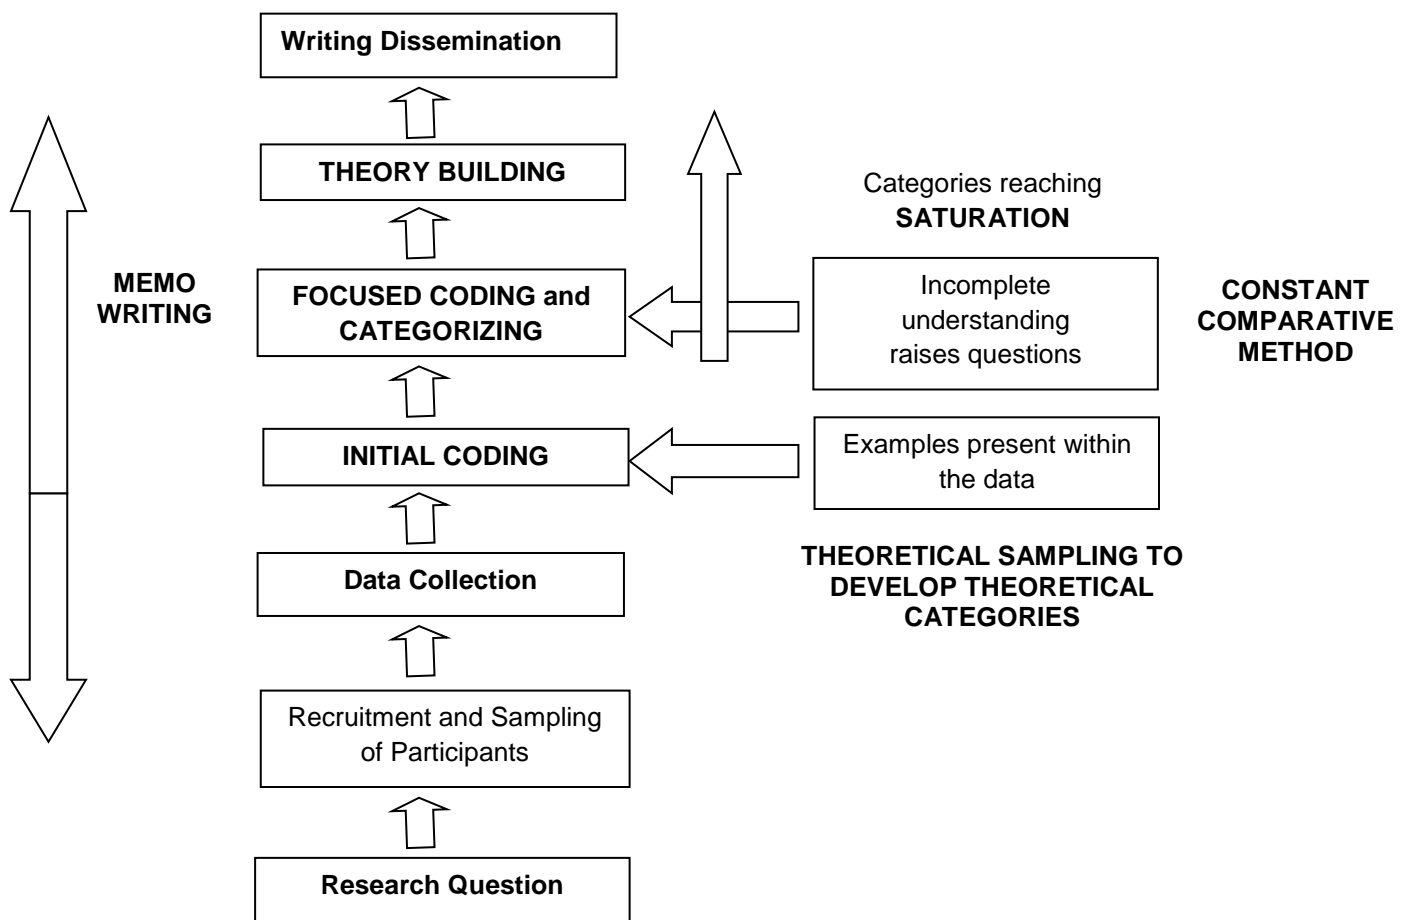 Writing Dissemination
THEORY BUILDING
Categories reaching
SATURATION
MEMO
WRITING
FOCUSED CODING and
CATEGORIZING
Incomplete
understanding
raises questions
CONSTANT
COMPARATIVE
METHOD
INITIAL CODING
Examples present within
the data
Data Collection
THEORETICAL SAMPLING TO
DEVELOP THEORETICAL
CATEGORIES
Recruitment and Sampling
of Participants
Research Question